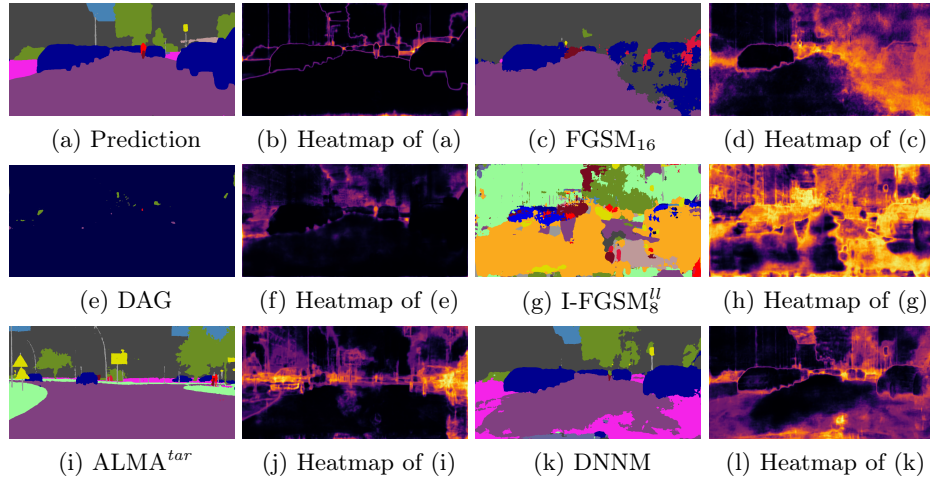 (a) Prediction (b) Heatmap of (a) (c) FGSM₁₆ (d) Heatmap of (c)
(e) DAG (f) Heatmap of (e) (g) I-FGSM₈ˡˡ (h) Heatmap of (g)
(i) ALMAᵗᵃʳ (j) Heatmap of (i) (k) DNNM (l) Heatmap of (k)